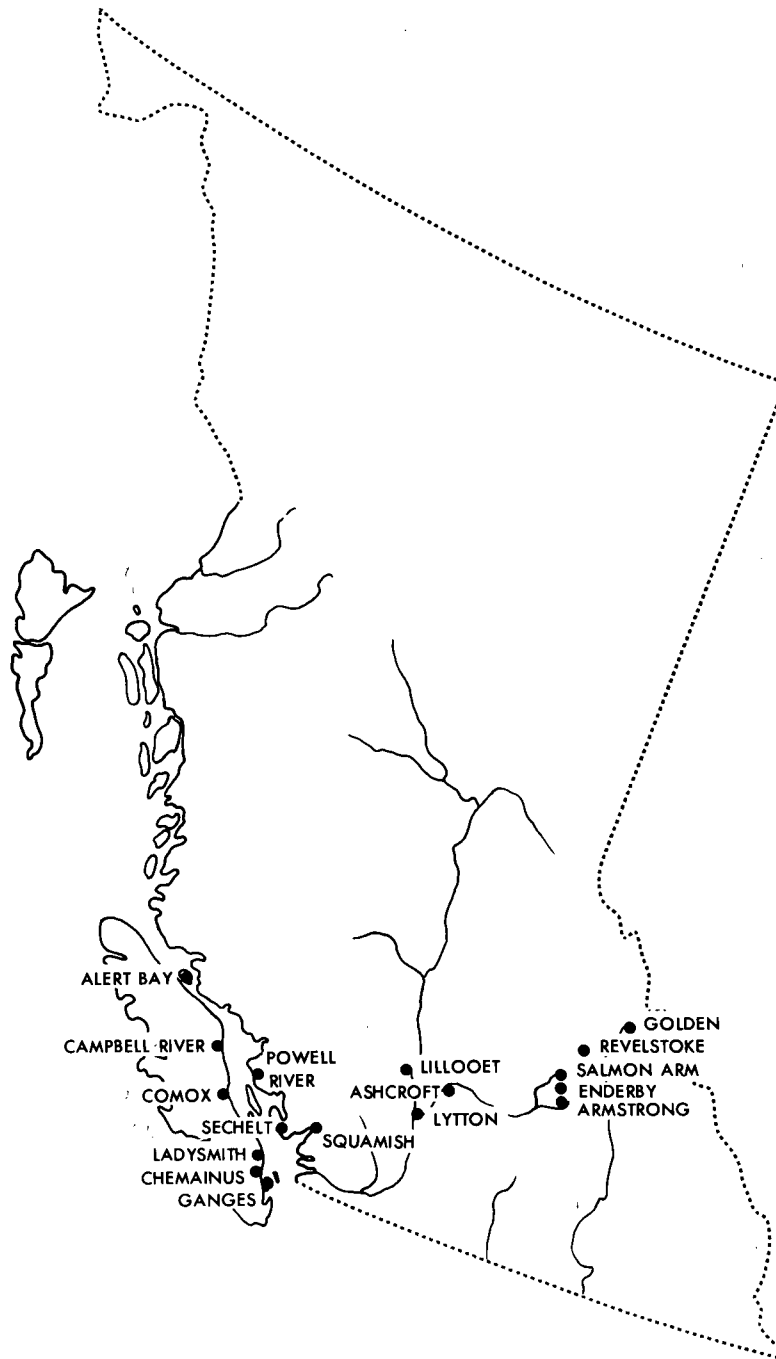 ALERT BAY
CAMPBELL RIVER
COMOX
POWELL
RIVER
SECHELT
SQUAMISH
LADYSMITH
CHEMAINUS
GANGES
LILLOOET
ASHCROFT
LYTTON
GOLDEN
REVELSTOKE
SALMON ARM
ENDERBY
ARMSTRONG